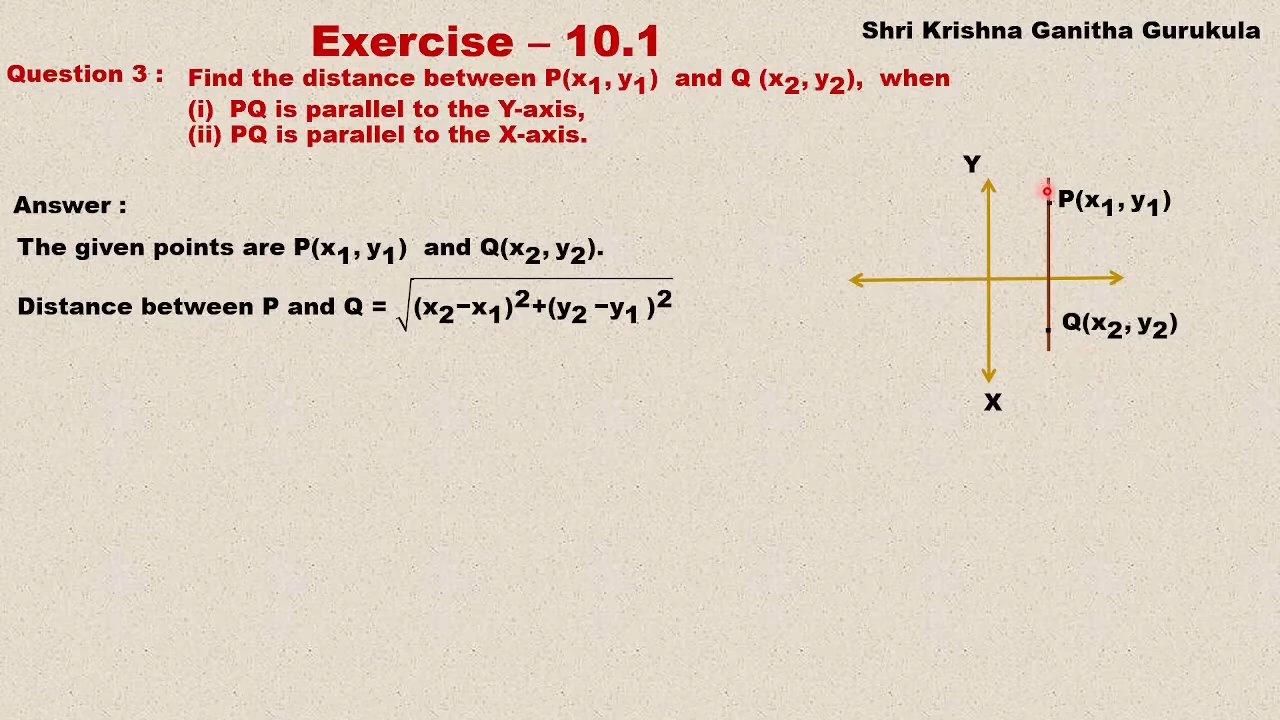 Exercise – 10.1
Shri Krishna Ganitha Gurukula
Question 3 : Find the distance between P(x₁, y₁) and Q (x₂, y₂), when
(i) PQ is parallel to the Y-axis,
(ii) PQ is parallel to the X-axis.
Answer :
The given points are P(x₁, y₁) and Q(x₂, y₂).
Distance between P and Q = √(x₂−x₁)²+(y₂ −y₁ )²
Y
P(x₁, y₁)
Q(x₂, y₂)
X